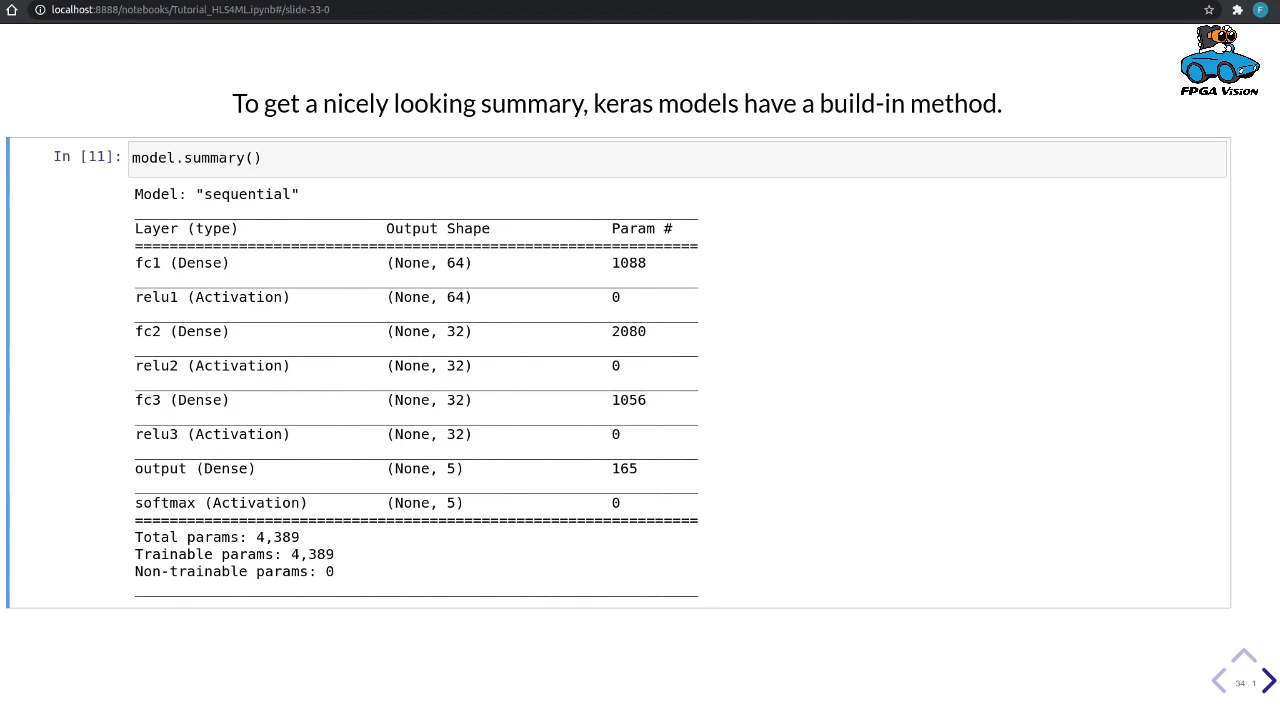 localhost:8888/notebooks/Tutorial_HLS4ML.ipynb#/slide-33-0
F
FPGA Vision
To get a nicely looking summary, keras models have a build-in method.
In [11]: model.summary()
Model: "sequential"
Layer (type) Output Shape Param #
=================================================================
fc1 (Dense) (None, 64) 1088
relu1 (Activation) (None, 64) 0
fc2 (Dense) (None, 32) 2080
relu2 (Activation) (None, 32) 0
fc3 (Dense) (None, 32) 1056
relu3 (Activation) (None, 32) 0
output (Dense) (None, 5) 165
softmax (Activation) (None, 5) 0
=================================================================
Total params: 4,389
Trainable params: 4,389
Non-trainable params: 0
34 . 1